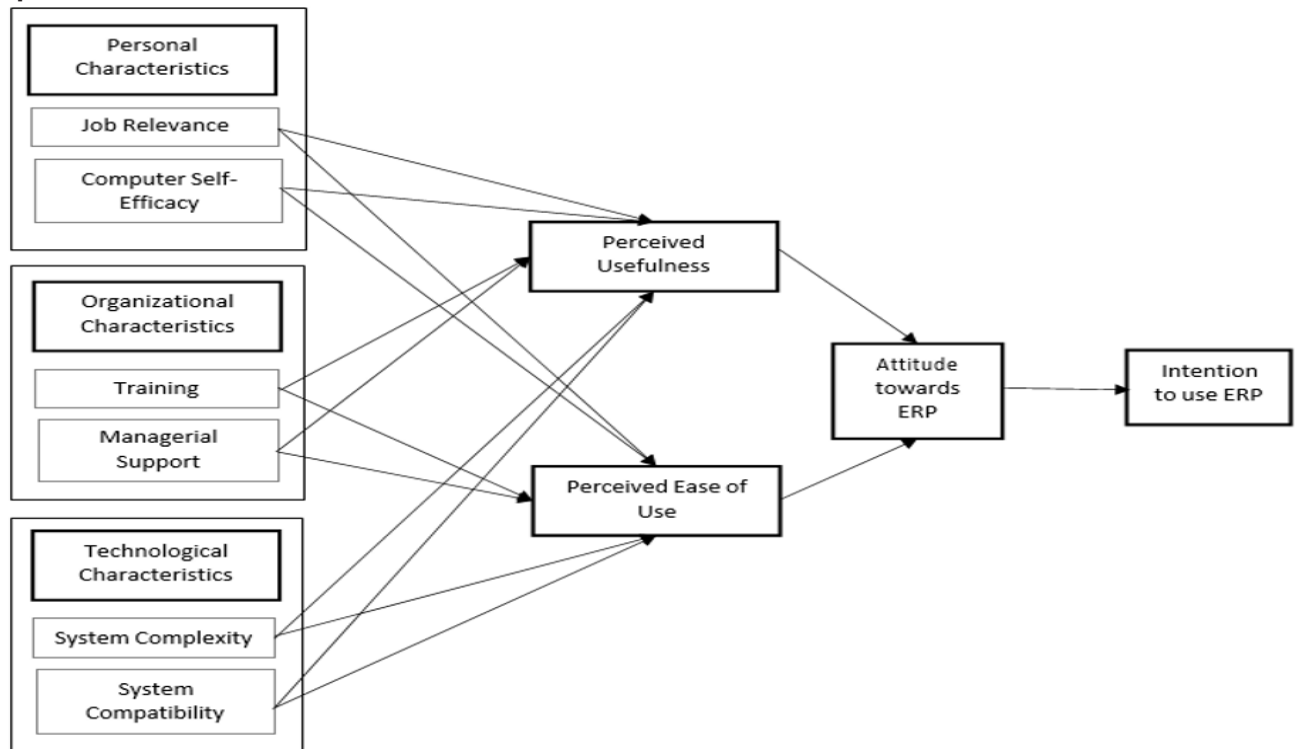 Personal
Characteristics
Job Relevance
Computer Self-
Efficacy
Organizational
Characteristics
Training
Managerial
Support
Technological
Characteristics
System Complexity
System
Compatibility
Perceived
Usefulness
Perceived Ease of
Use
Attitude
towards
ERP
Intention
to use ERP